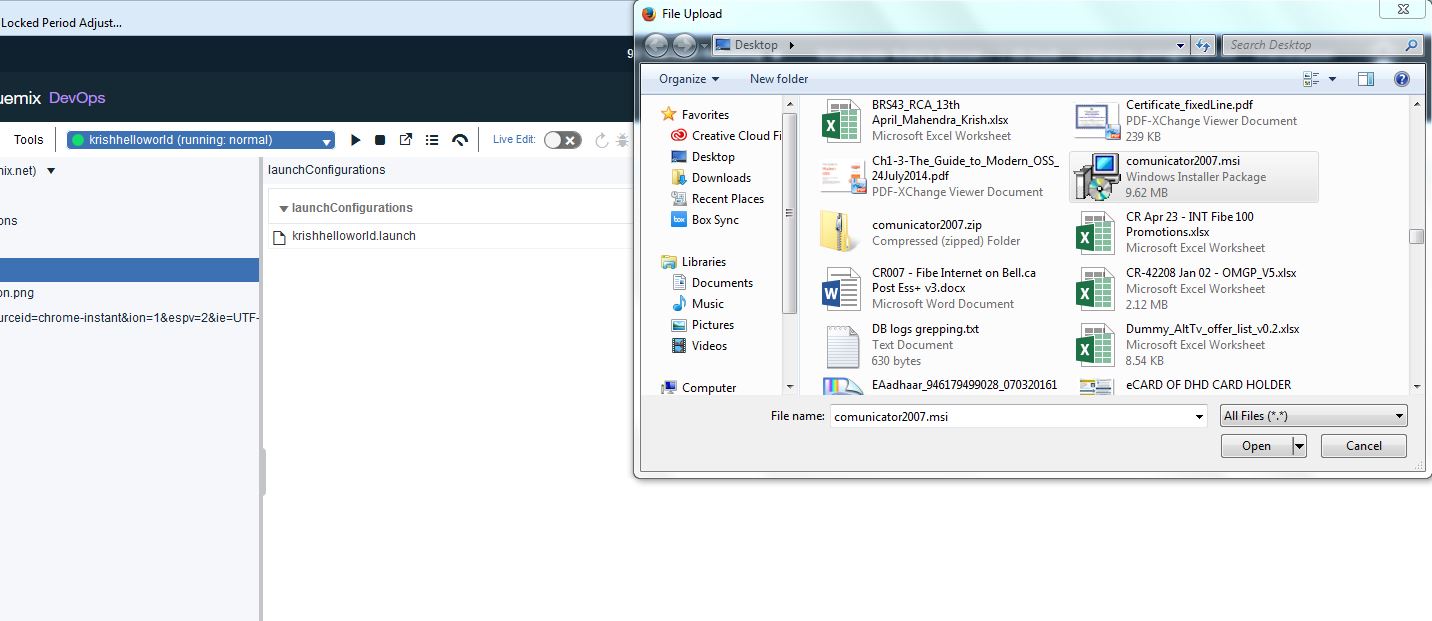 Locked Period Adjust...
9
uemix DevOps
Tools
krishhelloworld (running: normal)
Live Edit:
nix.net)
launchConfigurations
launchConfigurations
ons
krishhelloworld.launch
on.png
urceid=chrome-instant&ion=1&espv=2&ie=UTF-
File Upload
Desktop
Search Desktop
Organize
New folder
Favorites
Creative Cloud Fi
Desktop
Downloads
Recent Places
Box Sync
Libraries
Documents
Music
Pictures
Videos
Computer
BRS43_RCA_13th
April_Mahendra_Krish.xlsx
Microsoft Excel Worksheet
Certificate_fixedLine.pdf
PDF-XChange Viewer Document
239 KB
Ch1-3-The_Guide_to_Modern_OSS_
24July2014.pdf
PDF-XChange Viewer Document
comunicator2007.msi
Windows Installer Package
9.62 MB
comunicator2007.zip
Compressed (zipped) Folder
CR Apr 23 - INT Fibe 100
Promotions.xlsx
Microsoft Excel Worksheet
CR007 - Fibe Internet on Bell.ca
Post Ess+ v3.docx
Microsoft Word Document
CR-42208 Jan 02 - OMGP_V5.xlsx
Microsoft Excel Worksheet
2.12 MB
DB logs grepping.txt
Text Document
630 bytes
Dummy_AltTv_offer_list_v0.2.xlsx
Microsoft Excel Worksheet
8.54 KB
EAadhaar_946179499028_070320161
eCARD OF DHD CARD HOLDER
File name:
comunicator2007.msi
All Files (*.*)
Open
Cancel